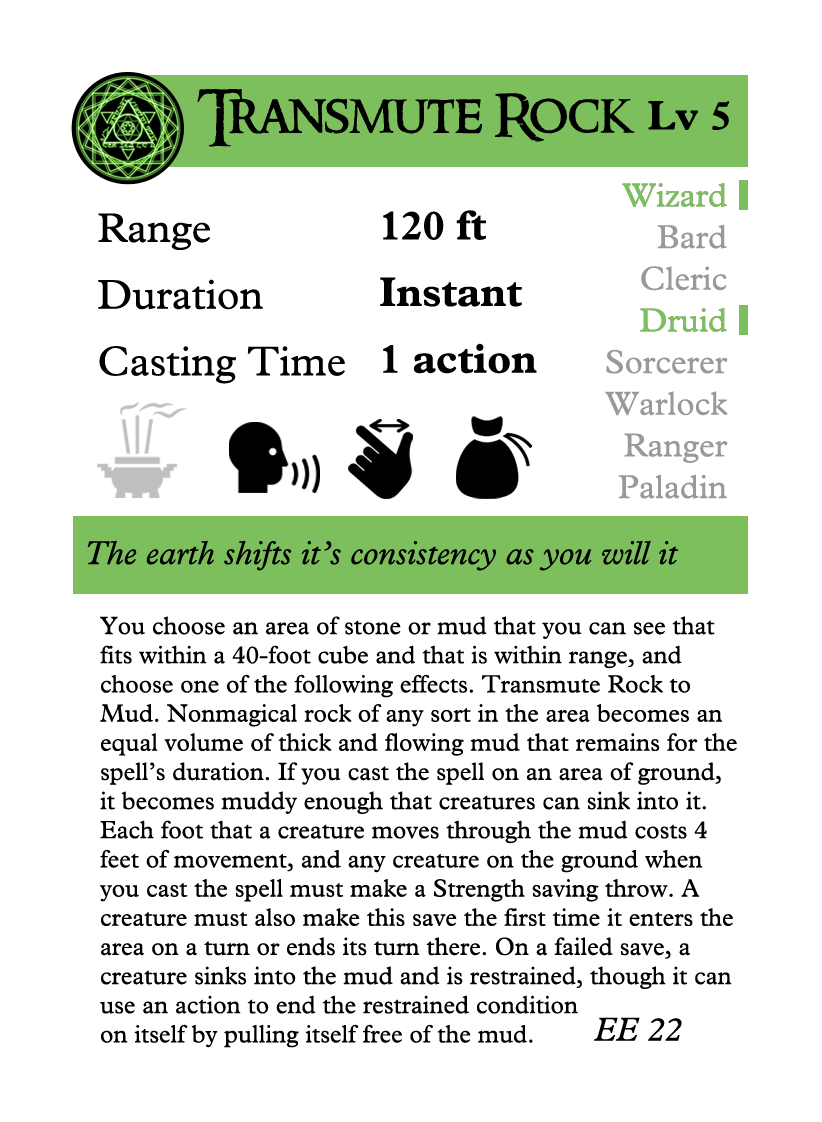 TRANSMUTE ROCK Lv 5
Range 120 ft
Duration Instant
Casting Time 1 action
Wizard
Bard
Cleric
Druid
Sorcerer
Warlock
Ranger
Paladin
The earth shifts it's consistency as you will it
You choose an area of stone or mud that you can see that
fits within a 40-foot cube and that is within range, and
choose one of the following effects. Transmute Rock to
Mud. Nonmagical rock of any sort in the area becomes an
equal volume of thick and flowing mud that remains for the
spell's duration. If you cast the spell on an area of ground,
it becomes muddy enough that creatures can sink into it.
Each foot that a creature moves through the mud costs 4
feet of movement, and any creature on the ground when
you cast the spell must make a Strength saving throw. A
creature must also make this save the first time it enters the
area on a turn or ends its turn there. On a failed save, a
creature sinks into the mud and is restrained, though it can
use an action to end the restrained condition
on itself by pulling itself free of the mud.
EE 22